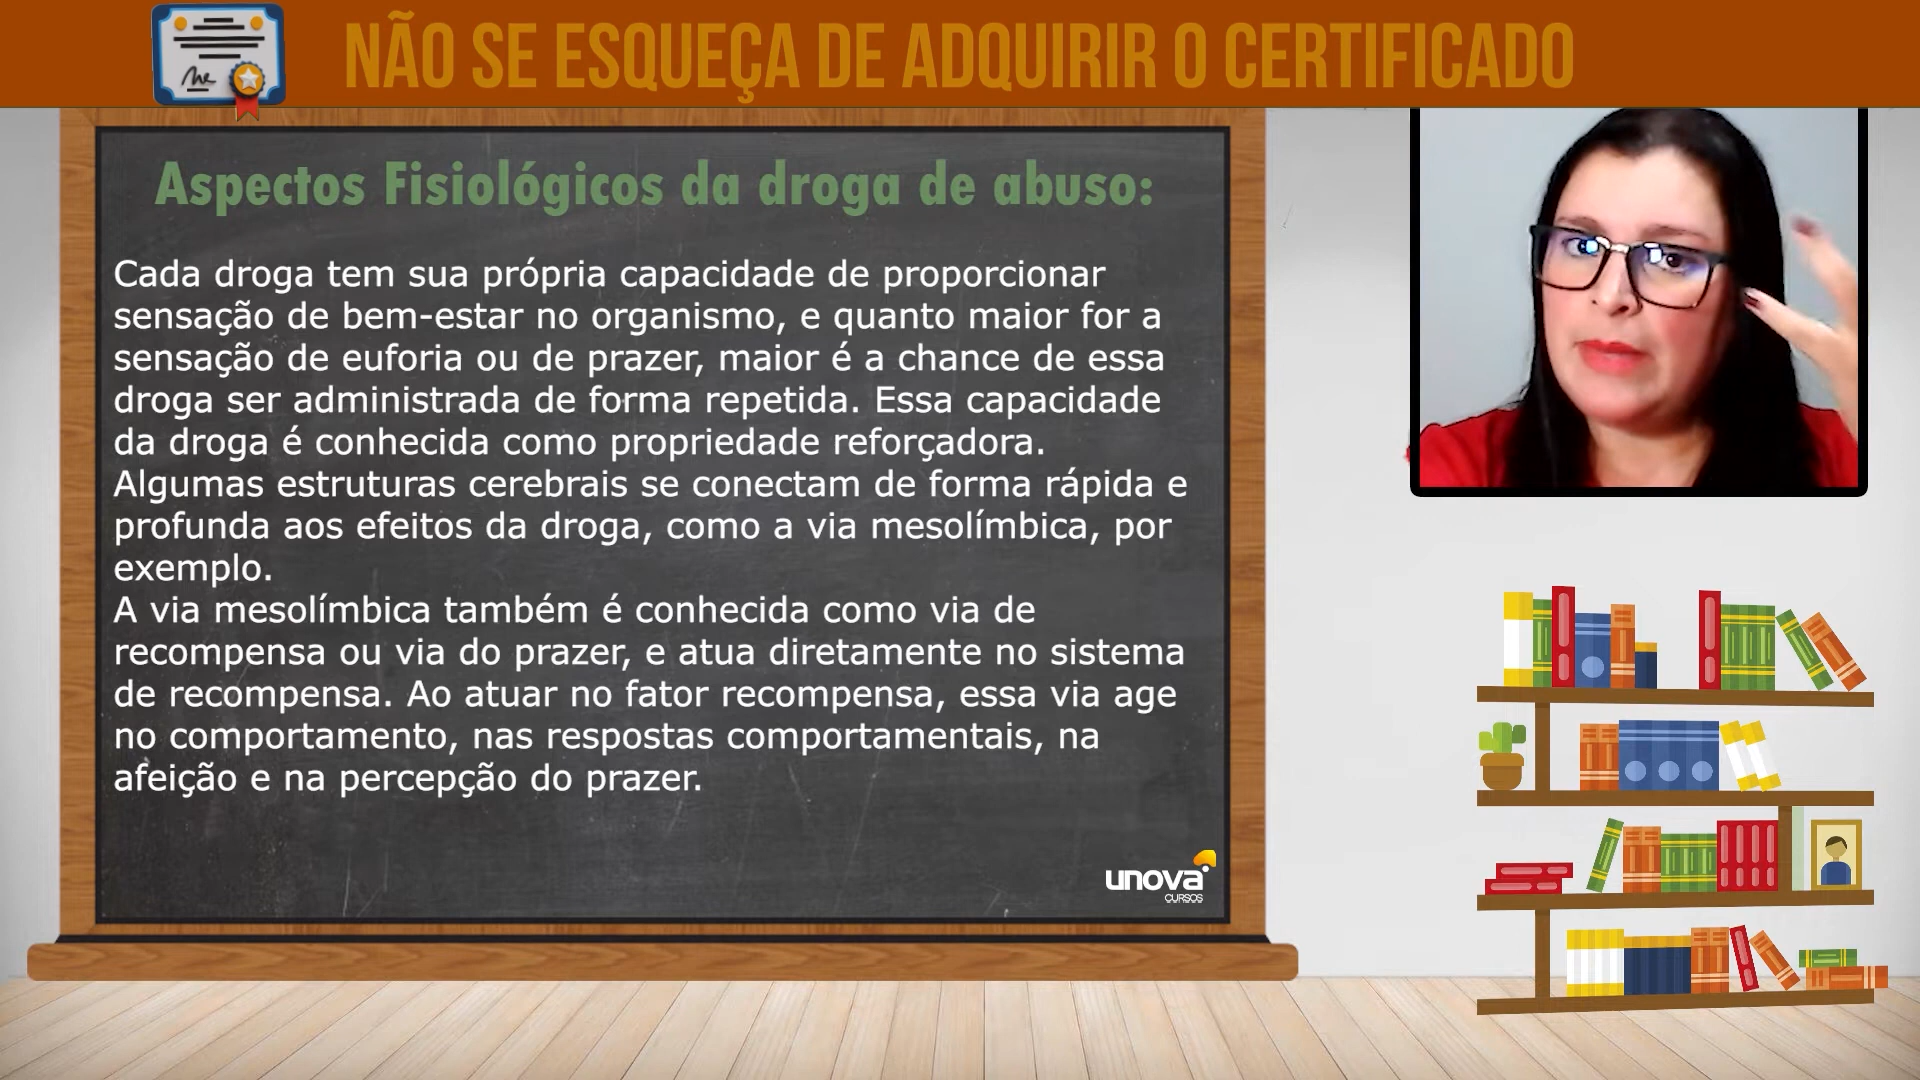 NÃO SE ESQUEÇA DE ADQUIRIR O CERTIFICADO
Aspectos Fisiológicos da droga de abuso:
Cada droga tem sua própria capacidade de proporcionar
sensação de bem-estar no organismo, e quanto maior for a
sensação de euforia ou de prazer, maior é a chance de essa
droga ser administrada de forma repetida. Essa capacidade
da droga é conhecida como propriedade reforçadora.
Algumas estruturas cerebrais se conectam de forma rápida e
profunda aos efeitos da droga, como a via mesolímbica, por
exemplo.
A via mesolímbica também é conhecida como via de
recompensa ou via do prazer, e atua diretamente no sistema
de recompensa. Ao atuar no fator recompensa, essa via age
no comportamento, nas respostas comportamentais, na
afeição e na percepção do prazer.
unova
CURSOS